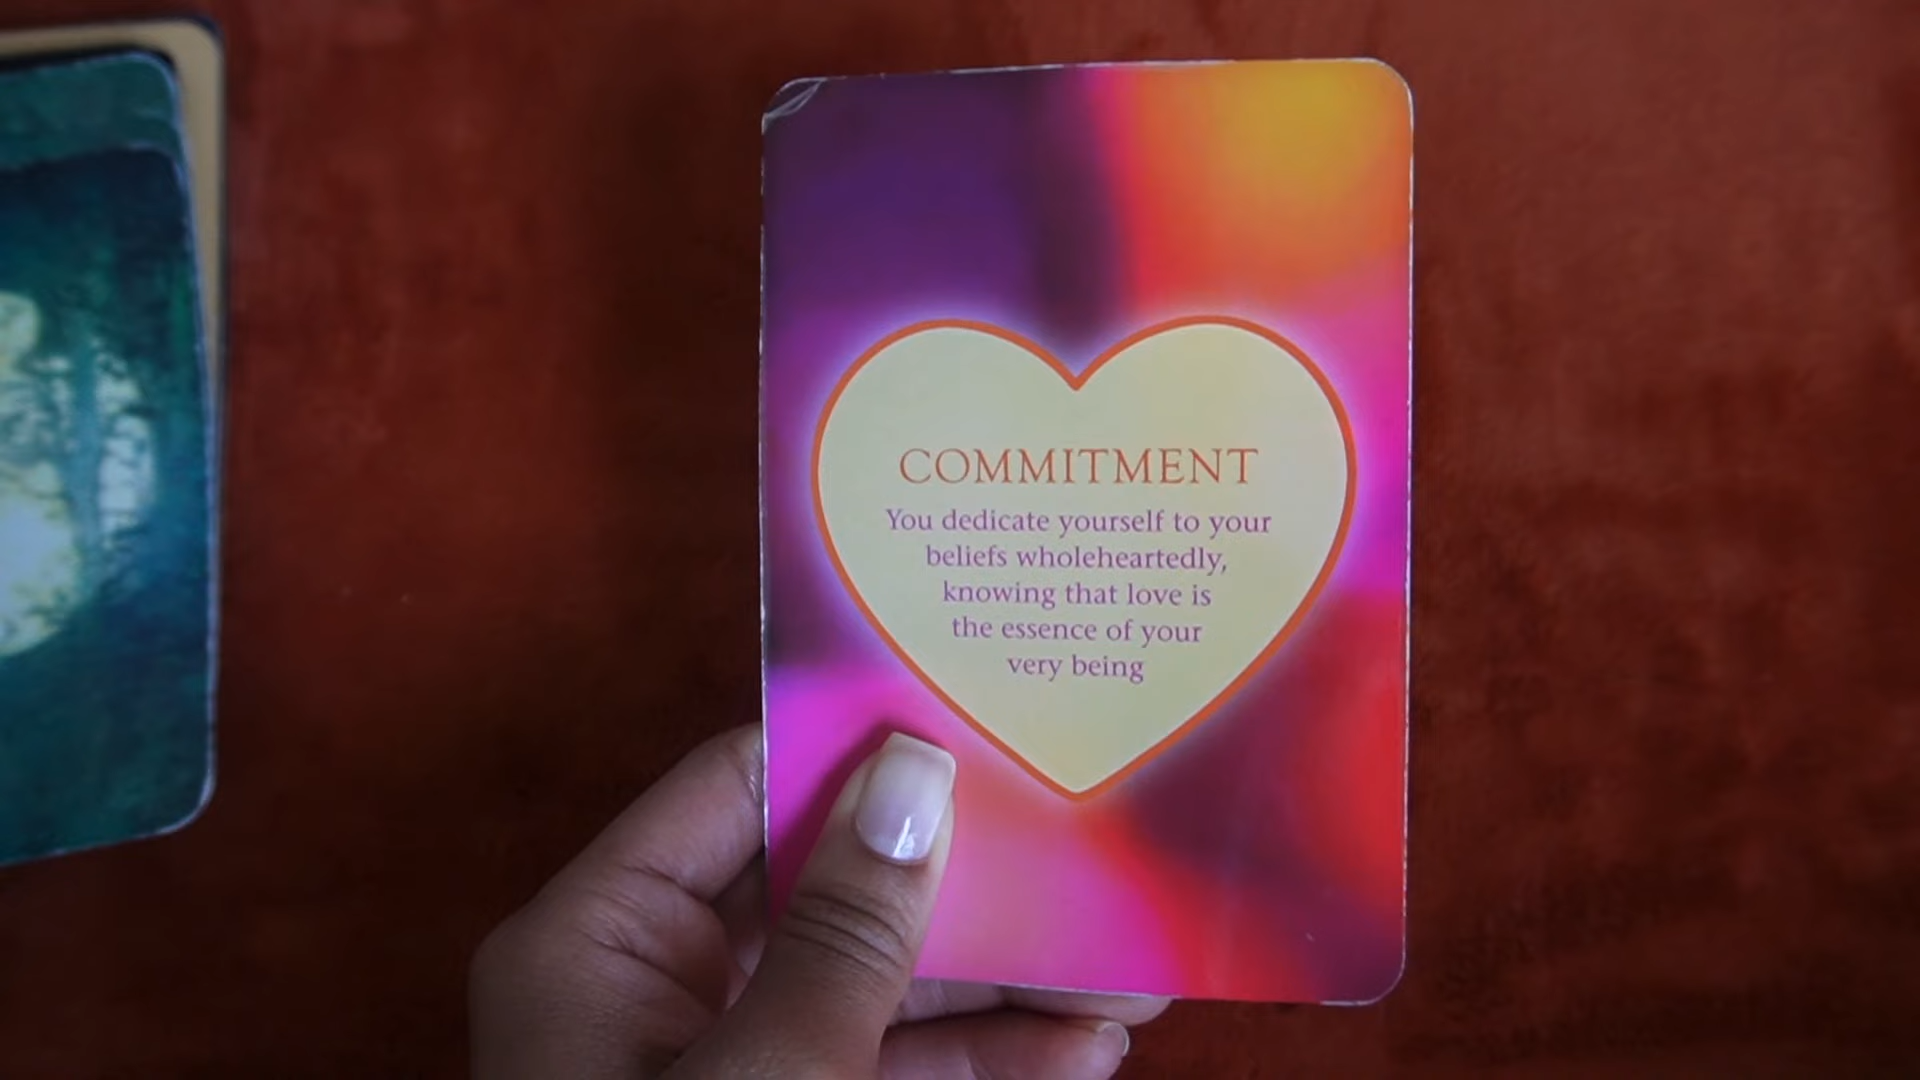 COMMITMENT
You dedicate yourself to your
beliefs wholeheartedly,
knowing that love is
the essence of your
very being